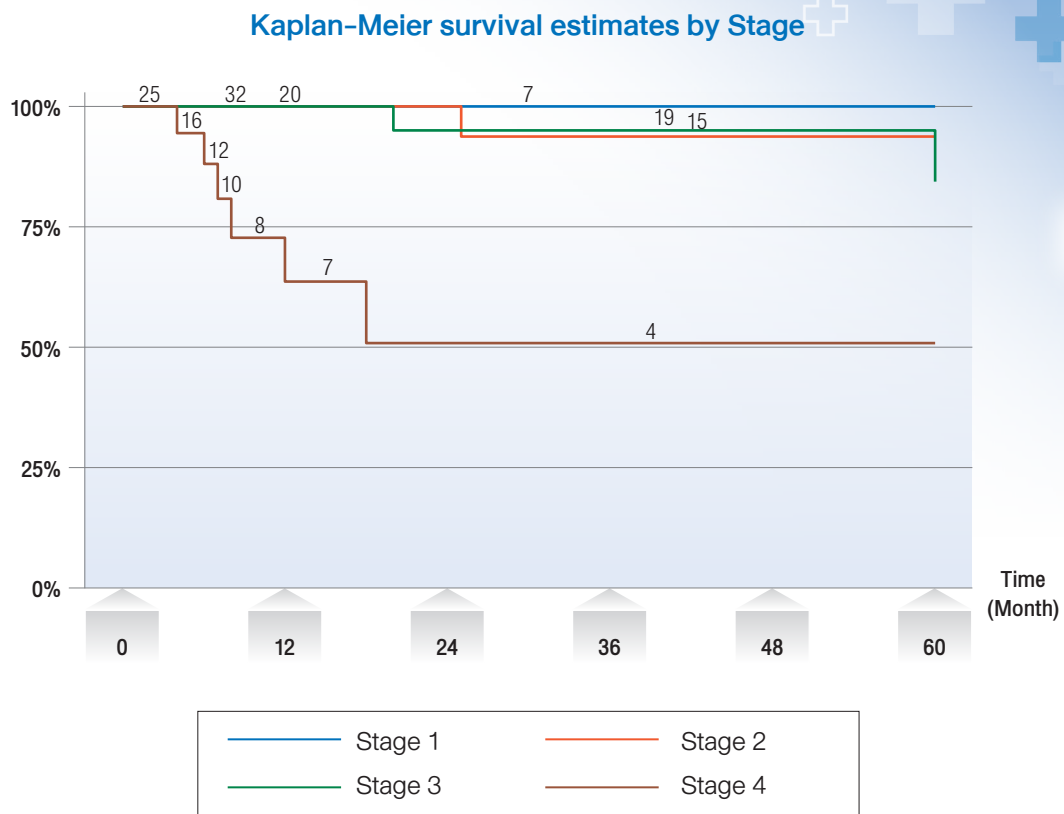 Kaplan-Meier survival estimates by Stage
25 32 20 7
100%
16 19 15
12
10
75%
8
7
4
50%
25%
0%
Time
(Month)
0 12 24 36 48 60
Stage 1 Stage 2
Stage 3 Stage 4